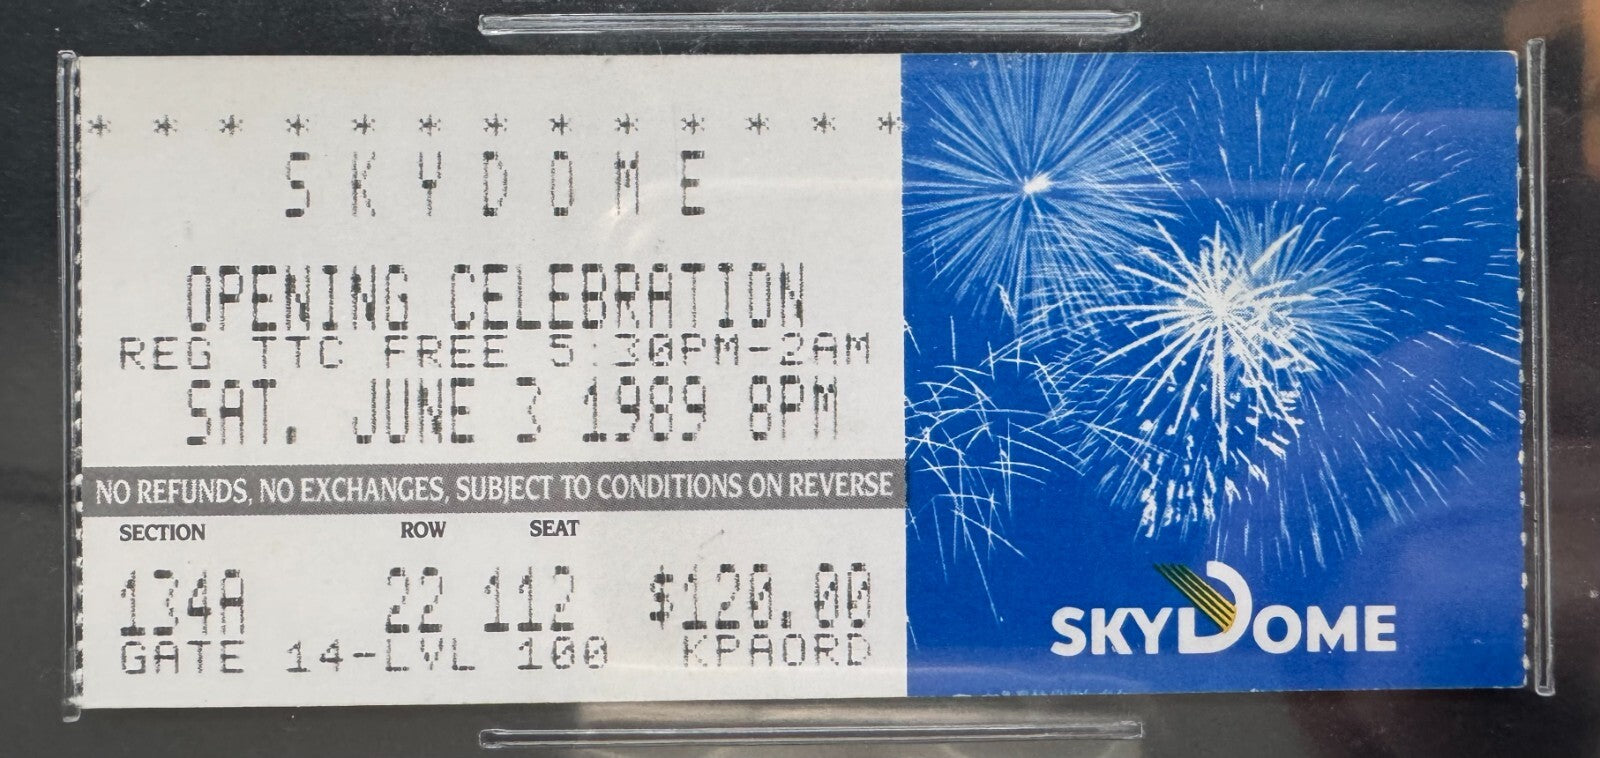 * * * * * * * * * * * * *
SKYDOME
OPENING CELEBRATION
REG TTC FREE 5:30PM-2AM
SAT. JUNE 3 1989 8PM
NO REFUNDS, NO EXCHANGES, SUBJECT TO CONDITIONS ON REVERSE
SECTION ROW SEAT
134A 22 112 $120.00
GATE 14-LVL 100 KPAORD
SKYDOME